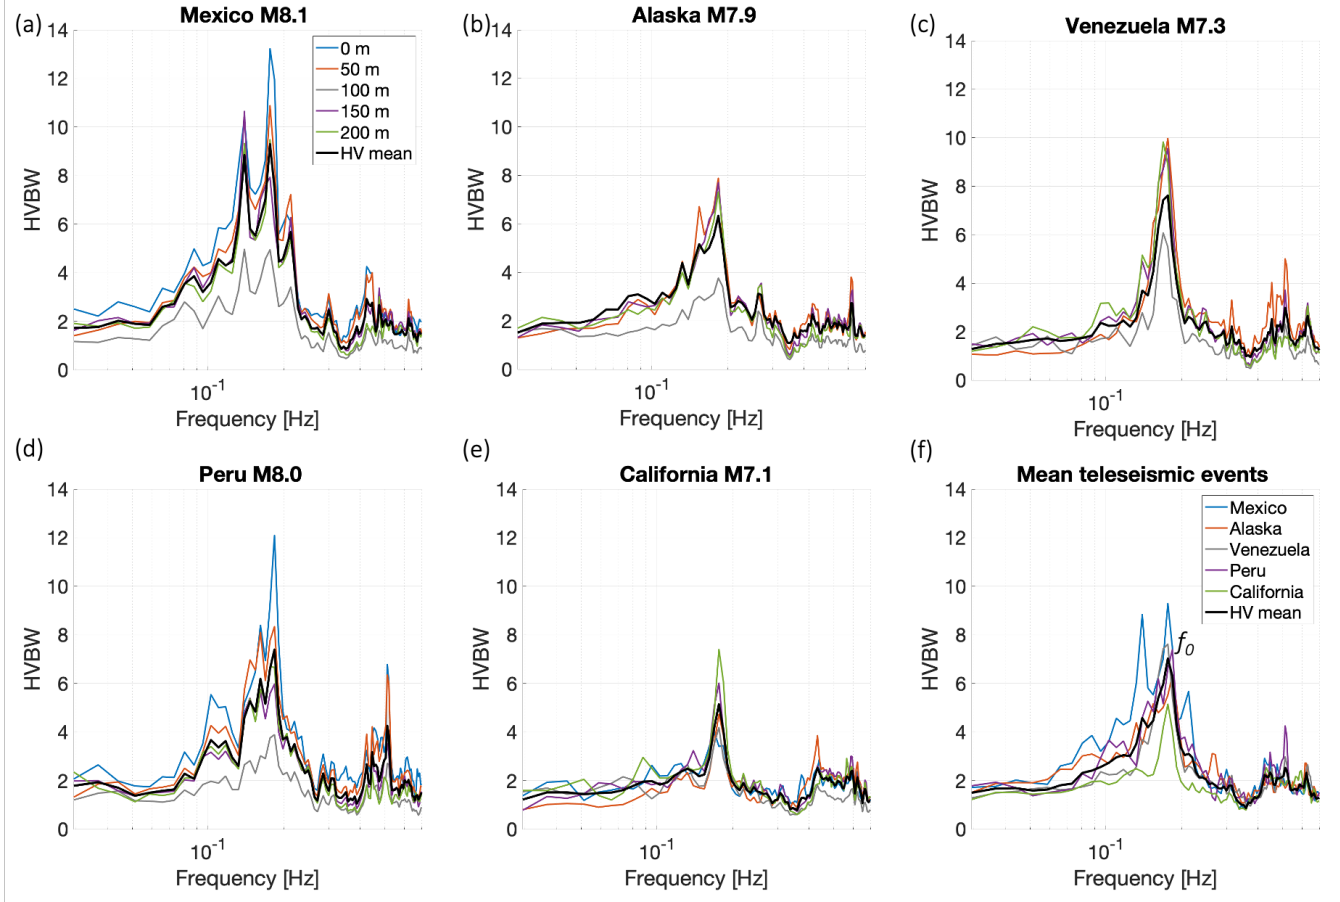 (a)
Mexico M8.1
14
12
10
8
6
4
2
0
HVBW
10⁻¹
Frequency [Hz]
0 m
50 m
100 m
150 m
200 m
HV mean
(b)
Alaska M7.9
14
12
10
8
6
4
2
0
HVBW
10⁻¹
Frequency [Hz]
(c)
Venezuela M7.3
14
12
10
8
6
4
2
0
HVBW
10⁻¹
Frequency [Hz]
(d)
Peru M8.0
14
12
10
8
6
4
2
0
HVBW
10⁻¹
Frequency [Hz]
(e)
California M7.1
14
12
10
8
6
4
2
0
HVBW
10⁻¹
Frequency [Hz]
(f)
Mean teleseismic events
14
12
10
8
6
4
2
0
HVBW
10⁻¹
Frequency [Hz]
Mexico
Alaska
Venezuela
Peru
California
HV mean
f₀